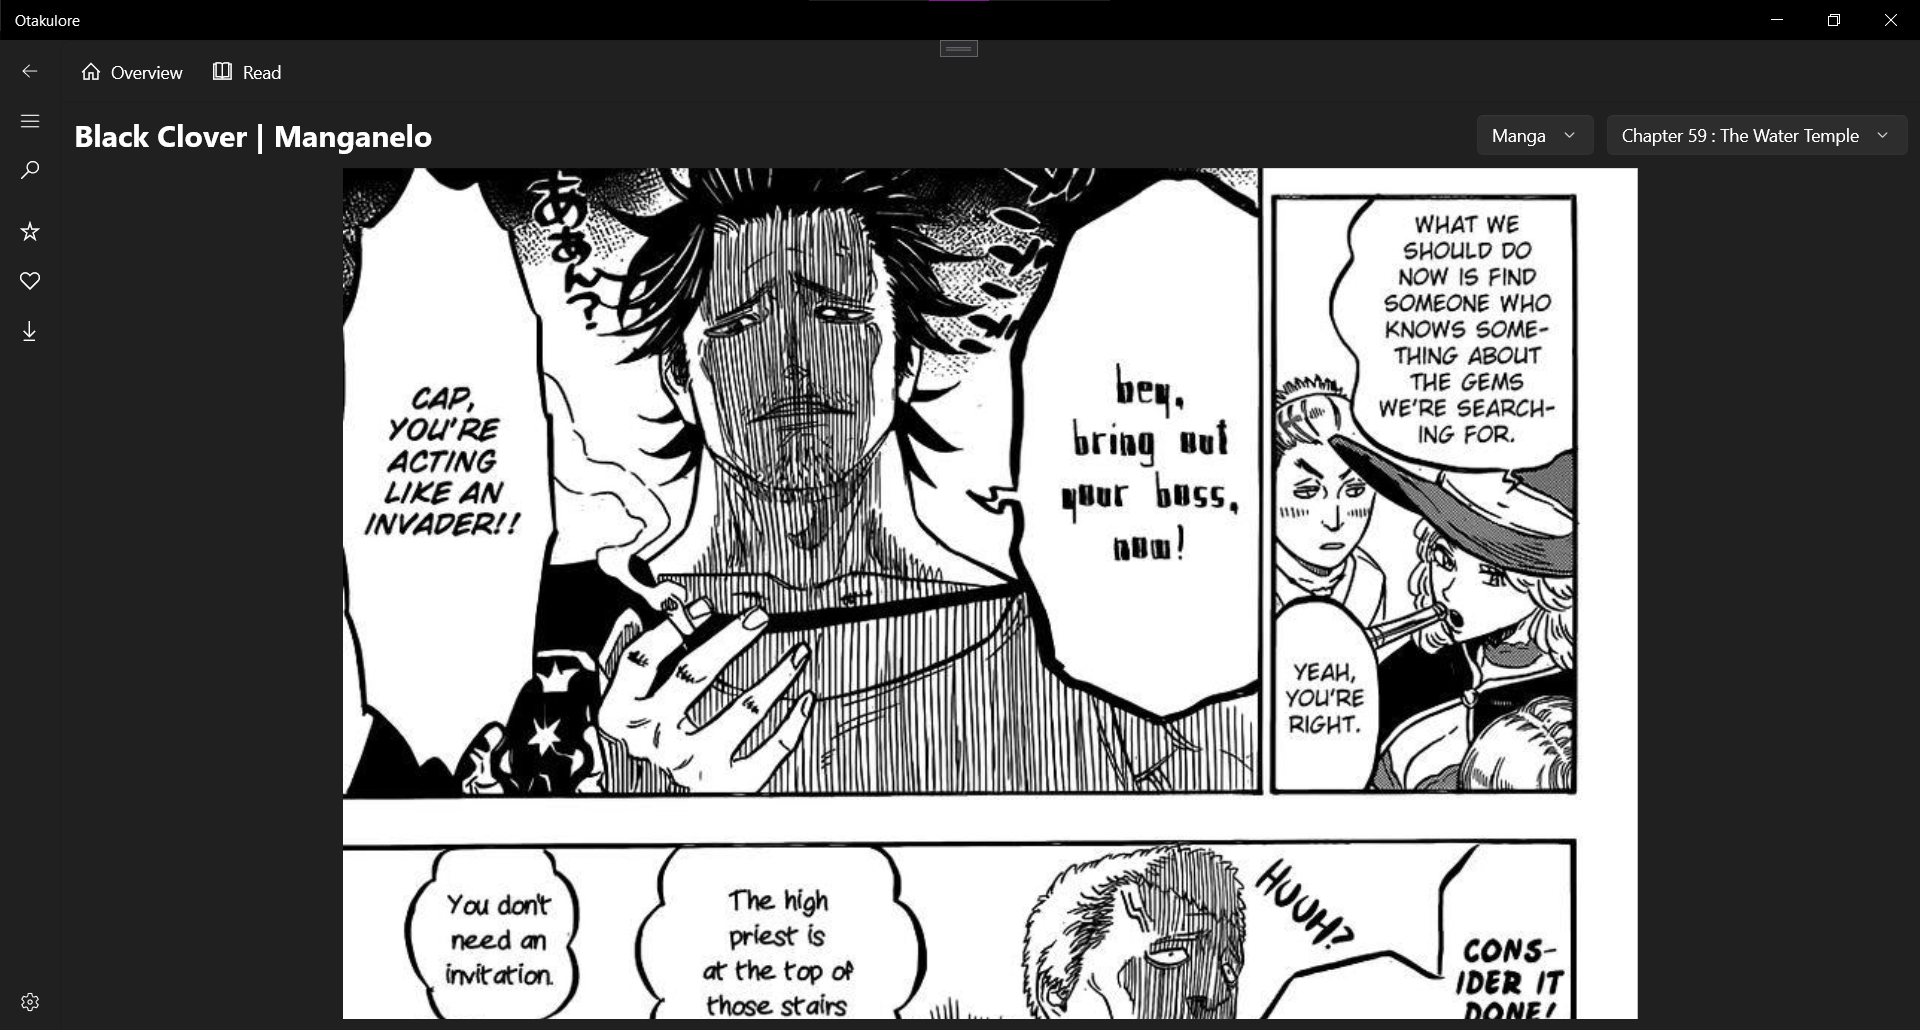 Otakulore
Overview
Read
Black Clover | Manganelo
Manga
Chapter 59 : The Water Temple
WHAT WE
SHOULD DO
NOW IS FIND
SOMEONE WHO
KNOWS SOME-
THING ABOUT
THE GEMS
WE'RE SEARCH-
ING FOR.
YEAH,
YOU'RE
RIGHT.
hey,
bring out
your boss,
now!
ああん?
CAP,
YOU'RE
ACTING
LIKE AN
INVADER!!
CONS-
IDER IT
DONE!
HUUH?
The high
priest is
at the top of
those stairs
You don't
need an
invitation.